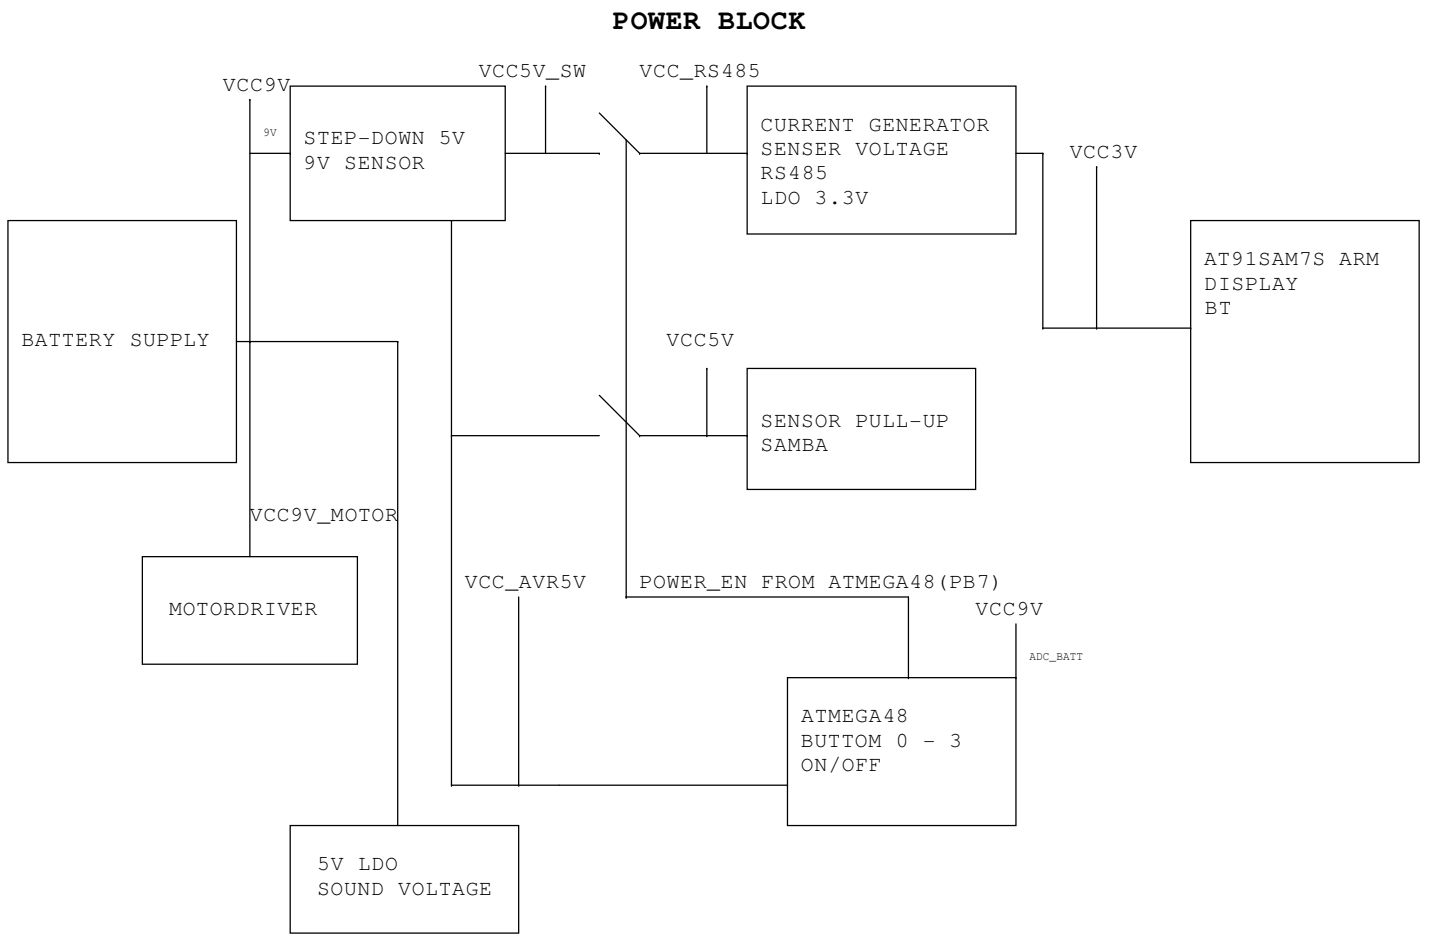 POWER BLOCK
VCC5V_SW
VCC_RS485
VCC9V
9V
STEP-DOWN 5V
9V SENSOR
CURRENT GENERATOR
SENSER VOLTAGE
RS485
LDO 3.3V
VCC3V
AT91SAM7S ARM
DISPLAY
BT
BATTERY SUPPLY
VCC5V
SENSOR PULL-UP
SAMBA
VCC9V_MOTOR
MOTORDRIVER
VCC_AVR5V
POWER_EN FROM ATMEGA48(PB7)
VCC9V
ADC_BATT
ATMEGA48
BUTTOM 0 - 3
ON/OFF
5V LDO
SOUND VOLTAGE